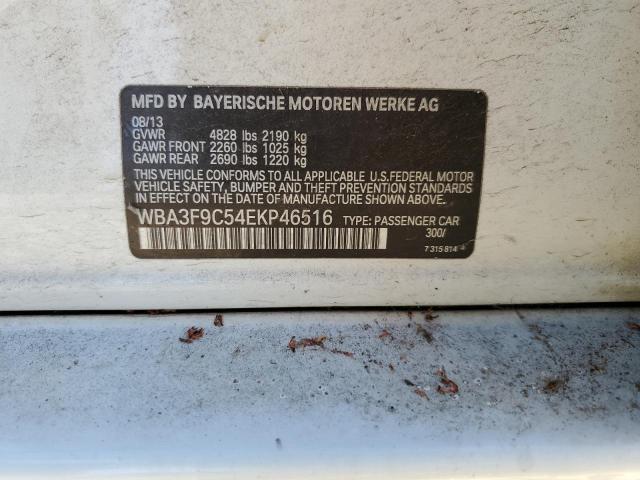 MFD BY BAYERISCHE MOTOREN WERKE AG
08/13
GVWR 4828 lbs 2190 kg
GAWR FRONT 2260 lbs 1025 kg
GAWR REAR 2690 lbs 1220 kg
THIS VEHICLE CONFORMS TO ALL APPLICABLE U.S.FEDERAL MOTOR
VEHICLE SAFETY, BUMPER, AND THEFT PREVENTION STANDARDS
IN EFFECT ON THE DATE OF MANUFACTURE SHOWN ABOVE.
WBA3F9C54EKP46516 TYPE: PASSENGER CAR
300/
7 315 814